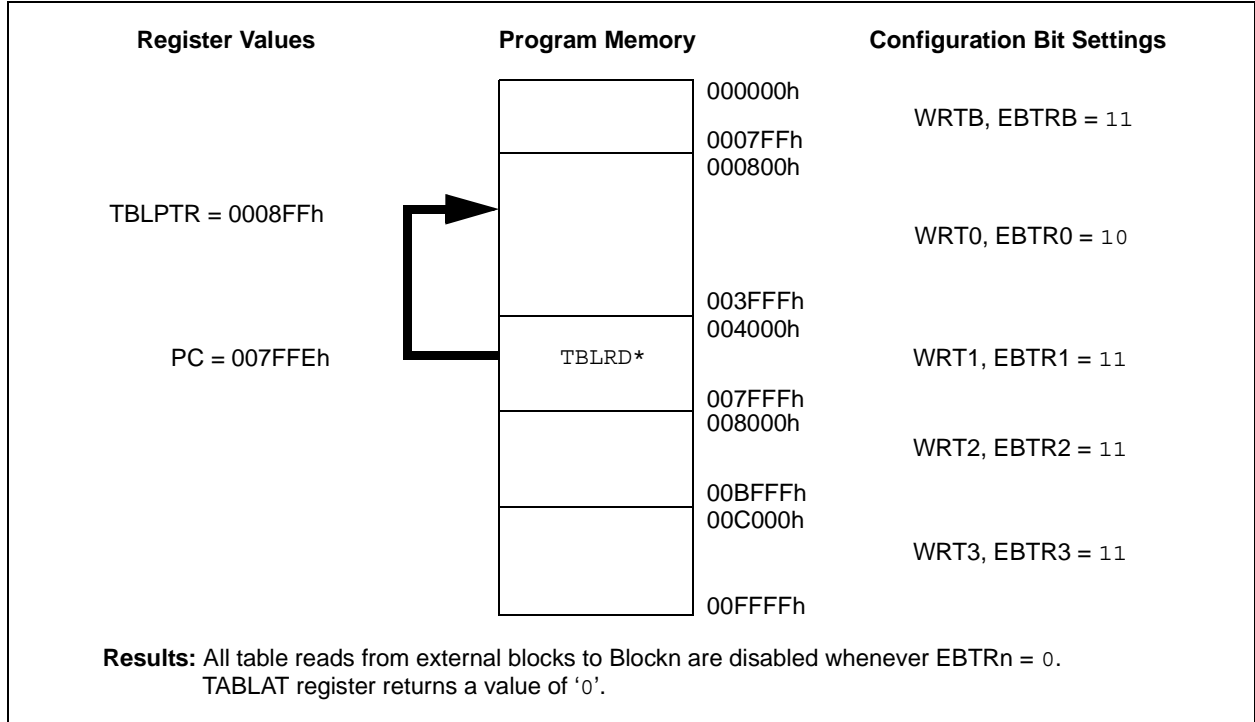 Register Values Program Memory Configuration Bit Settings
000000h
WRTB, EBTRB = 11
0007FFh
000800h
TBLPTR = 0008FFh
WRT0, EBTR0 = 10
003FFFh
004000h
PC = 007FFEh TBLRD* WRT1, EBTR1 = 11
007FFFh
008000h
WRT2, EBTR2 = 11
00BFFFh
00C000h
WRT3, EBTR3 = 11
00FFFFh
Results: All table reads from external blocks to Blockn are disabled whenever EBTRn = 0.
TABLAT register returns a value of ‘0’.